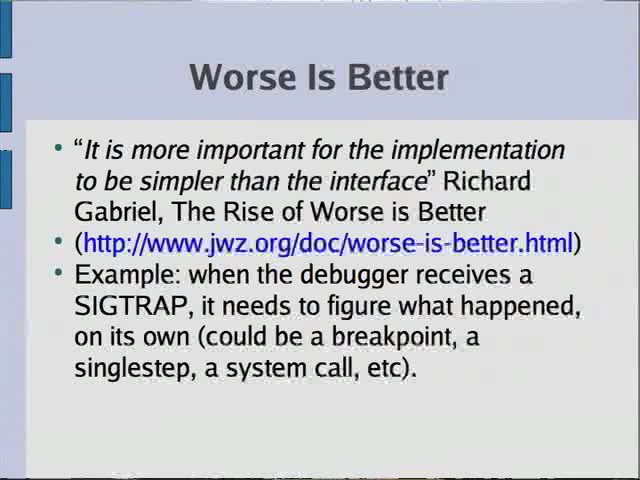 Worse Is Better
• “It is more important for the implementation
to be simpler than the interface” Richard
Gabriel, The Rise of Worse is Better
• (http://www.jwz.org/doc/worse-is-better.html)
• Example: when the debugger receives a
SIGTRAP, it needs to figure what happened,
on its own (could be a breakpoint, a
singlestep, a system call, etc).